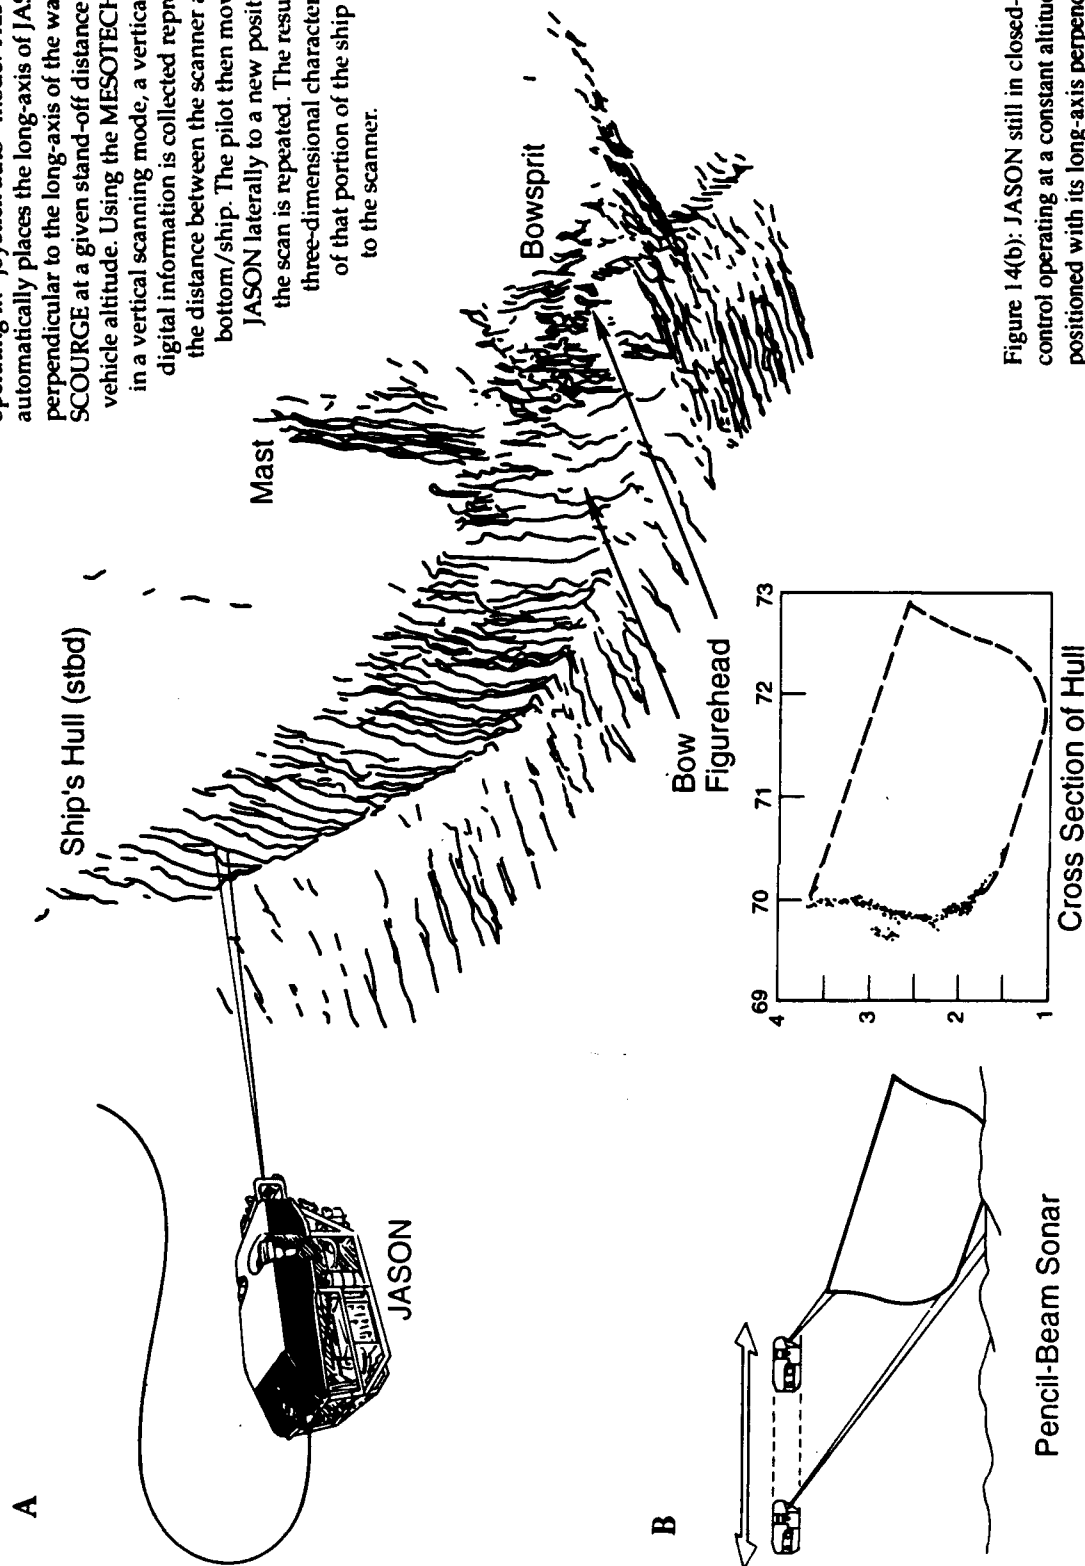 automatically places the long-axis of JAS
perpendicular to the long-axis of the wa
SCOURGE at a given stand-off distance
vehicle altitude. Using the MESOTECH
in a vertical scanning mode, a vertica
digital information is collected repr
the distance between the scanner a
bottom/ship. The pilot then mov
JASON laterally to a new posit
the scan is repeated. The resu
three-dimensional character
of that portion of the ship
to the scanner.
A
Ship's Hull (stbd)
Mast
Bowsprit
JASON
Bow
Figurehead
B
Pencil-Beam Sonar
69 70 71 72 73
4
3
2
1
Cross Section of Hull
Figure 14(b): JASON still in closed-
control operating at a constant altitud
positioned with its long-axis perpend